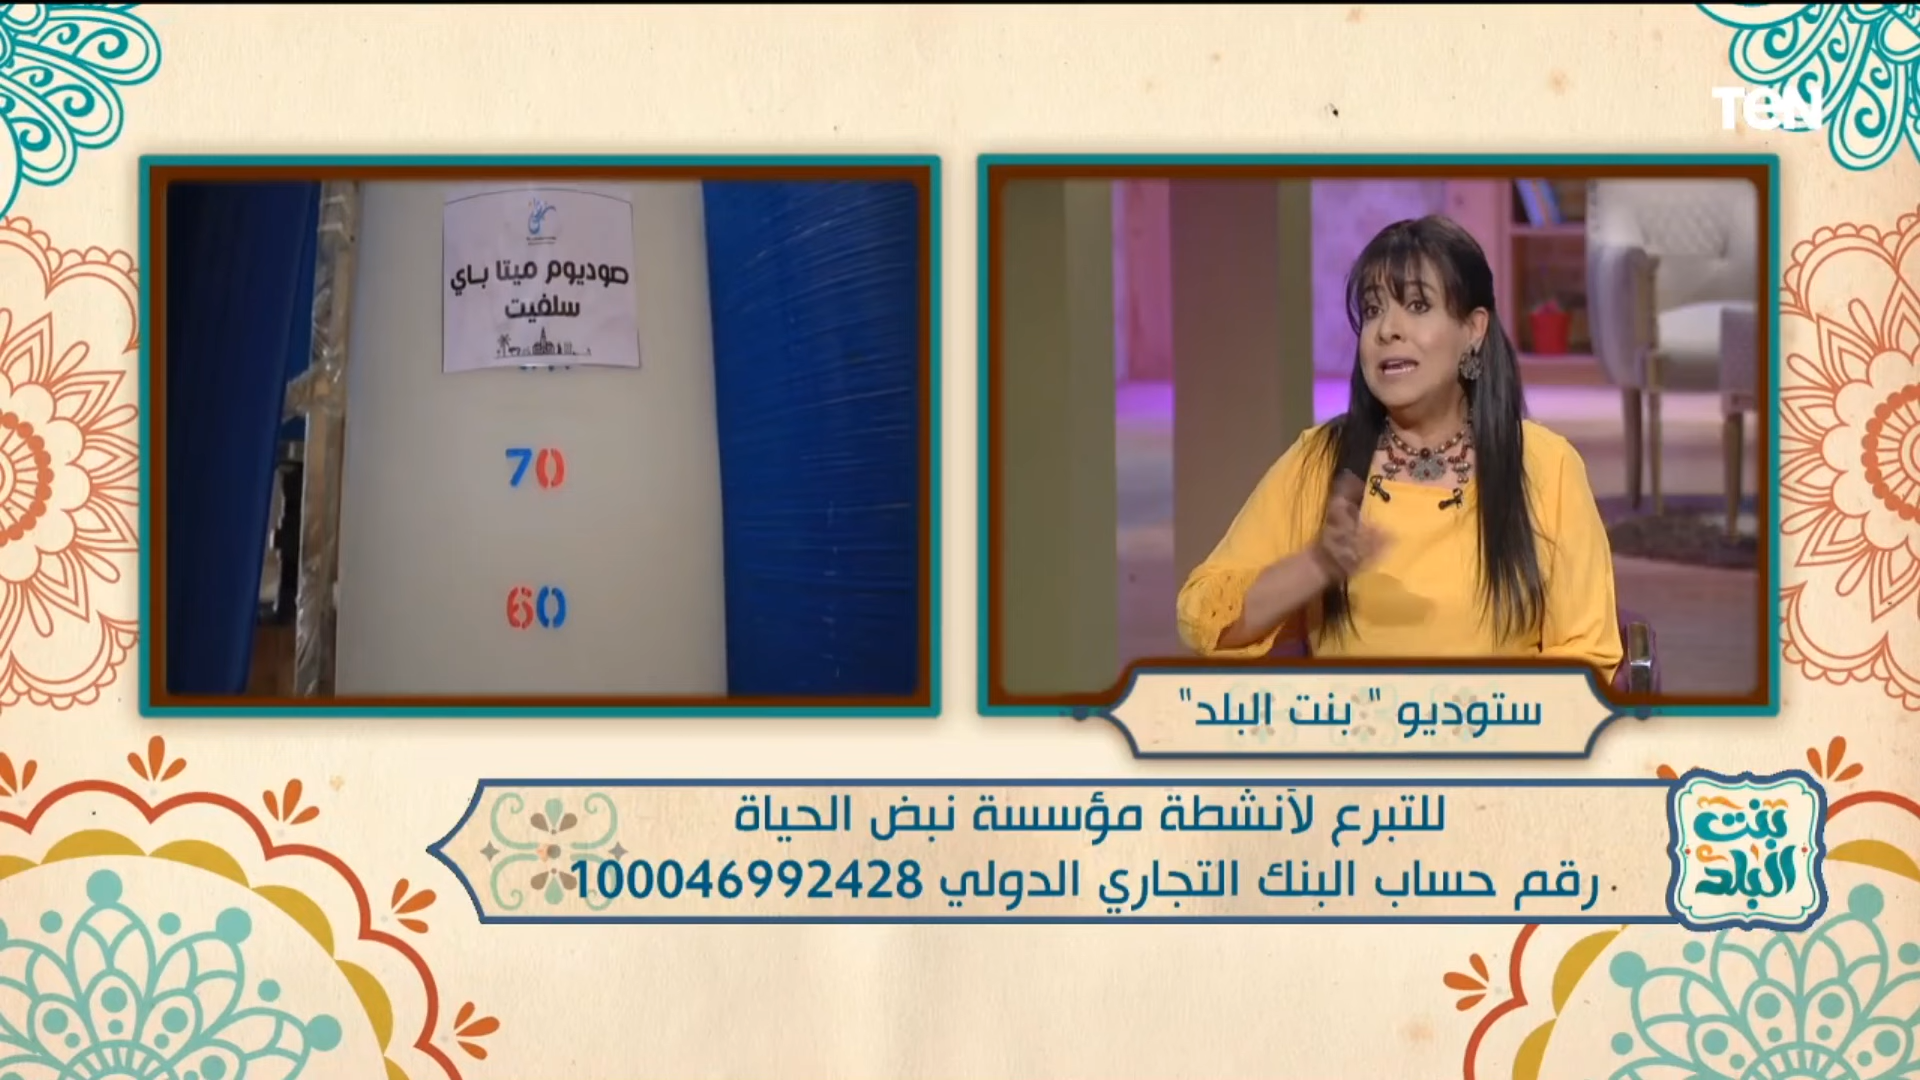 TEN
صوديوم ميتا باي
سلفيت
70
60
ستوديو " بنت البلد"
للتبرع لأنشطة مؤسسة نبض الحياة
رقم حساب البنك التجاري الدولي 100046992428
بنت
البلد